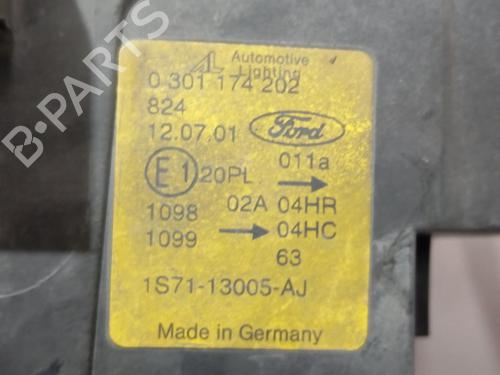 AL Automotive Lighting
0 301 174 202
824
12.07.01 Ford
011a
E1 20PL →
1098 02A 04HR
1099 → 04HC
63
1S71-13005-AJ
Made in Germany
B-PARTS